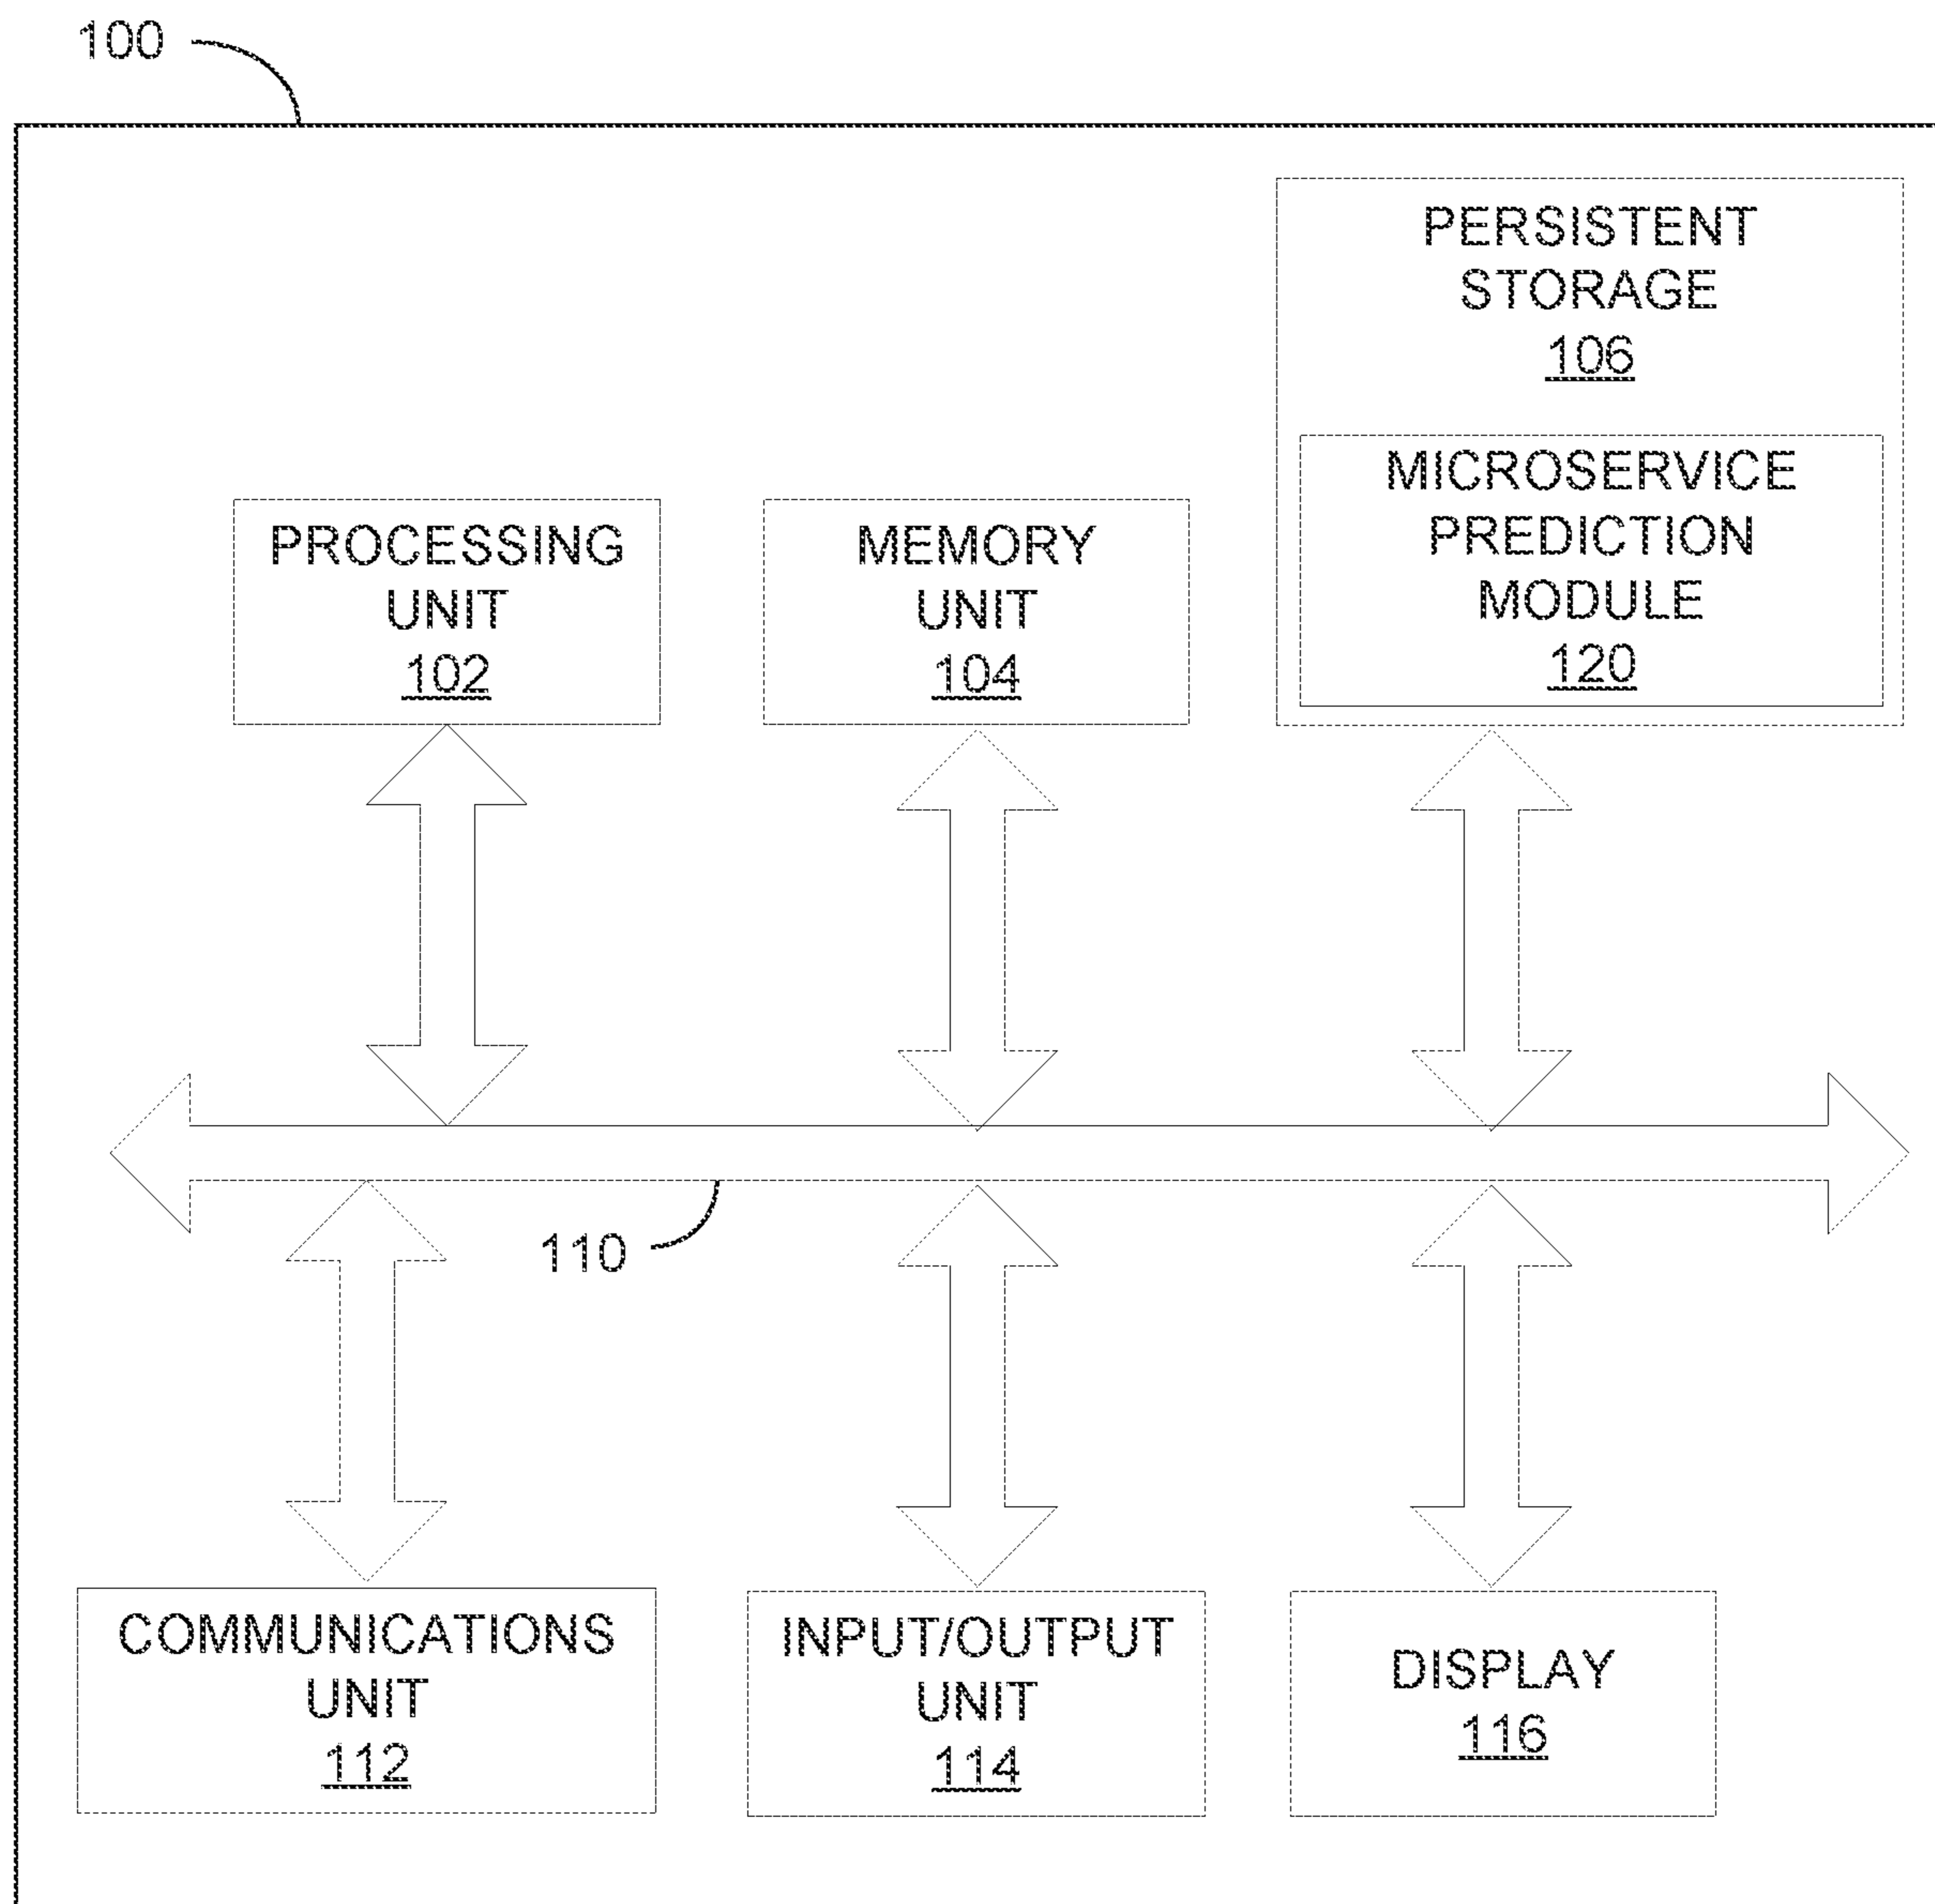 100
PERSISTENT
STORAGE
106
MICROSERVICE
PREDICTION
MODULE
120
PROCESSING
UNIT
102
MEMORY
UNIT
104
110
COMMUNICATIONS
UNIT
112
INPUT/OUTPUT
UNIT
114
DISPLAY
116